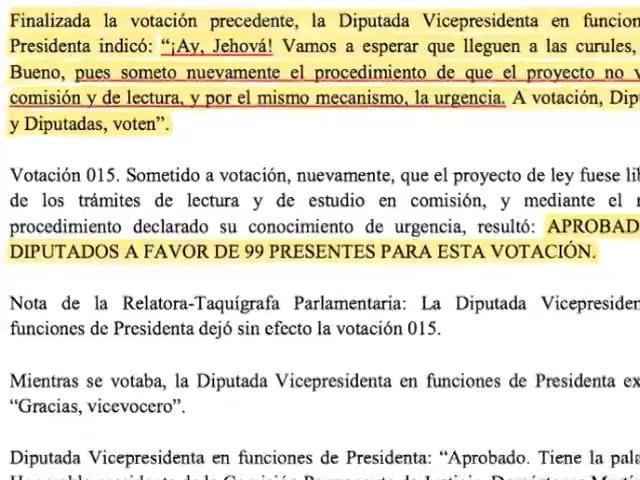 Finalizada la votación precedente, la Diputada Vicepresidenta en funcion
Presidenta indicó: “¡Ay, Jehová! Vamos a esperar que lleguen a las curules,
Bueno, pues someto nuevamente el procedimiento de que el proyecto no v
comisión y de lectura, y por el mismo mecanismo, la urgencia. A votación, Dip
y Diputadas, voten”.
Votación 015. Sometido a votación, nuevamente, que el proyecto de ley fuese lib
de los trámites de lectura y de estudio en comisión, y mediante el
procedimiento declarado su conocimiento de urgencia, resultó: APROBAD
DIPUTADOS A FAVOR DE 99 PRESENTES PARA ESTA VOTACIÓN.
Nota de la Relatora-Taquígrafa Parlamentaria: La Diputada Vicepresiden
funciones de Presidenta dejó sin efecto la votación 015.
Mientras se votaba, la Diputada Vicepresidenta en funciones de Presidenta ex
“Gracias, vicevocero”.
Diputada Vicepresidenta en funciones de Presidenta: “Aprobado. Tiene la pala